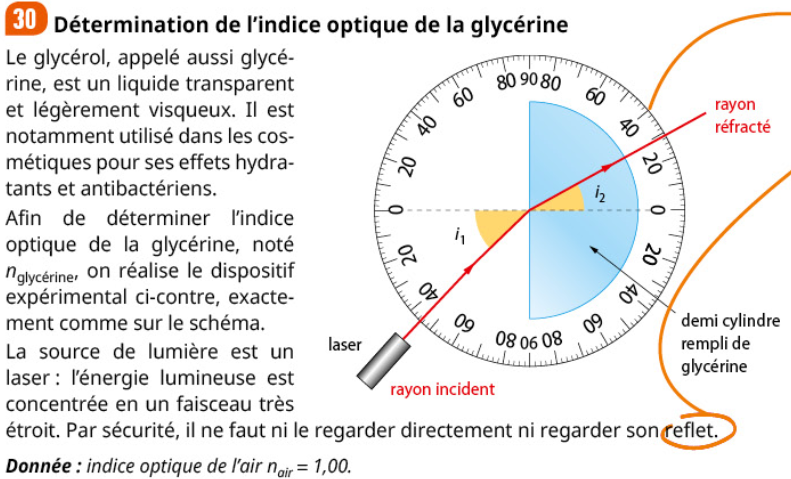 30 Détermination de l’indice optique de la glycérine
Le glycérol, appelé aussi glycé-
rine, est un liquide transparent
et légèrement visqueux. Il est
notamment utilisé dans les cos-
métiques pour ses effets hydra-
tants et antibactériens.
Afin de déterminer l’indice
optique de la glycérine, noté
nglycérine, on réalise le dispositif
expérimental ci-contre, exacte-
ment comme sur le schéma.
La source de lumière est un
laser : l’énergie lumineuse est
concentrée en un faisceau très
étroit. Par sécurité, il ne faut ni le regarder directement ni regarder son reflet.
Donnée : indice optique de l’air nair = 1,00.
80 90 80
60 60
40 40
20 20
0 0
20 20
40 40
60 60
80 90 80
i1
i2
rayon
réfracté
laser
rayon incident
demi cylindre
rempli de
glycérine